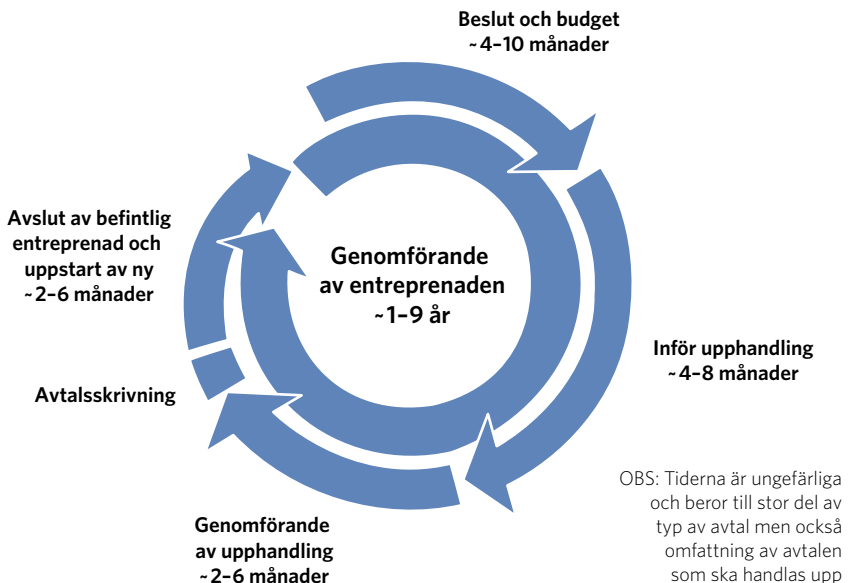 Beslut och budget
~4–10 månader
Avslut av befintlig
entreprenad och
uppstart av ny
~2–6 månader
Genomförande
av entreprenaden
~1–9 år
Inför upphandling
~4–8 månader
Avtalsskrivning
Genomförande
av upphandling
~2–6 månader
OBS: Tiderna är ungefärliga
och beror till stor del av
typ av avtal men också
omfattning av avtalen
som ska handlas upp